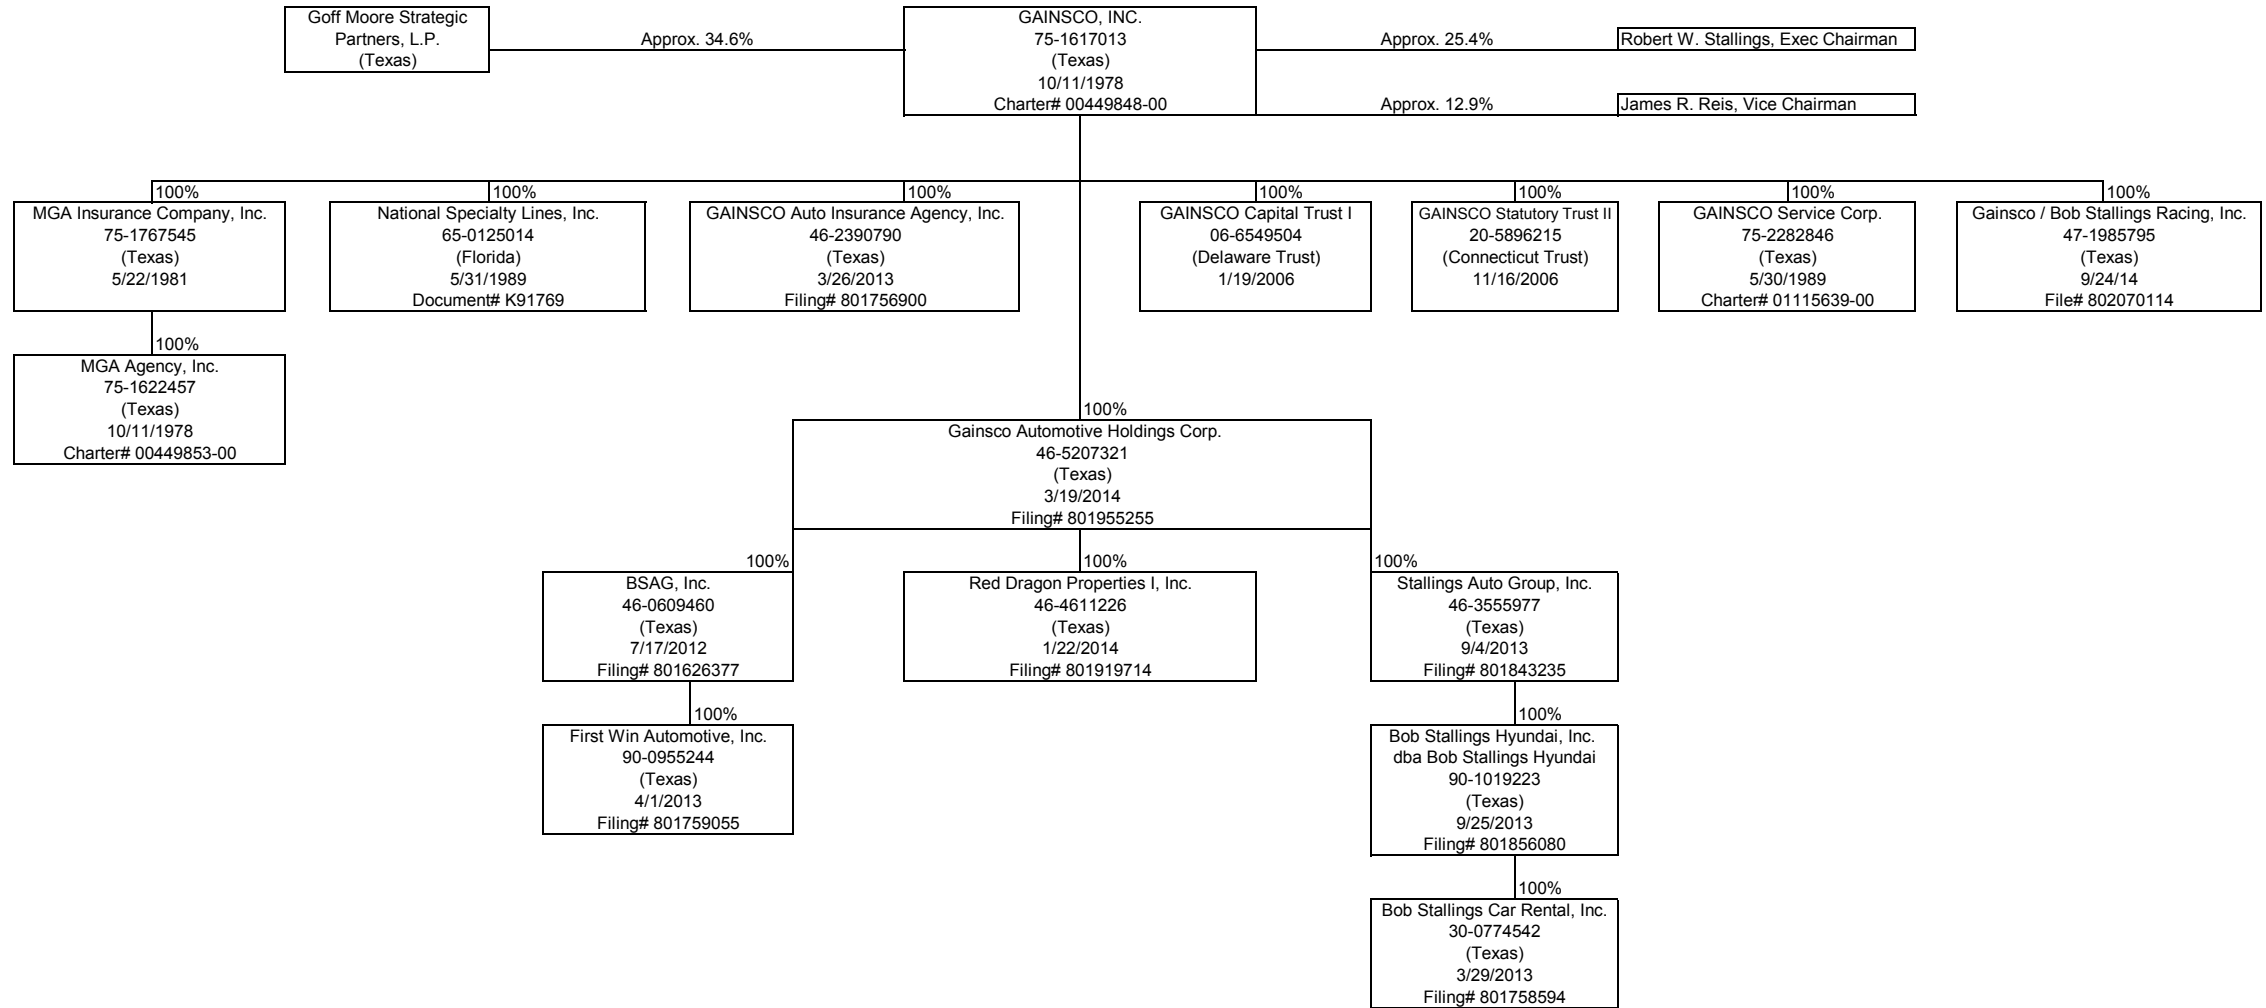 Goff Moore Strategic
Partners, L.P.
(Texas)
Approx. 34.6%
GAINSCO, INC.
75-1617013
(Texas)
10/11/1978
Charter# 00449848-00
Approx. 25.4%
Robert W. Stallings, Exec Chairman
Approx. 12.9%
James R. Reis, Vice Chairman
100%
MGA Insurance Company, Inc.
75-1767545
(Texas)
5/22/1981
100%
National Specialty Lines, Inc.
65-0125014
(Florida)
5/31/1989
Document# K91769
100%
GAINSCO Auto Insurance Agency, Inc.
46-2390790
(Texas)
3/26/2013
Filing# 801756900
100%
GAINSCO Capital Trust I
06-6549504
(Delaware Trust)
1/19/2006
100%
GAINSCO Statutory Trust II
20-5896215
(Connecticut Trust)
11/16/2006
100%
GAINSCO Service Corp.
75-2282846
(Texas)
5/30/1989
Charter# 01115639-00
100%
Gainsco / Bob Stallings Racing, Inc.
47-1985795
(Texas)
9/24/14
File# 802070114
100%
MGA Agency, Inc.
75-1622457
(Texas)
10/11/1978
Charter# 00449853-00
100%
Gainsco Automotive Holdings Corp.
46-5207321
(Texas)
3/19/2014
Filing# 801955255
100%
BSAG, Inc.
46-0609460
(Texas)
7/17/2012
Filing# 801626377
100%
Red Dragon Properties I, Inc.
46-4611226
(Texas)
1/22/2014
Filing# 801919714
100%
Stallings Auto Group, Inc.
46-3555977
(Texas)
9/4/2013
Filing# 801843235
100%
First Win Automotive, Inc.
90-0955244
(Texas)
4/1/2013
Filing# 801759055
100%
Bob Stallings Hyundai, Inc.
dba Bob Stallings Hyundai
90-1019223
(Texas)
9/25/2013
Filing# 801856080
100%
Bob Stallings Car Rental, Inc.
30-0774542
(Texas)
3/29/2013
Filing# 801758594